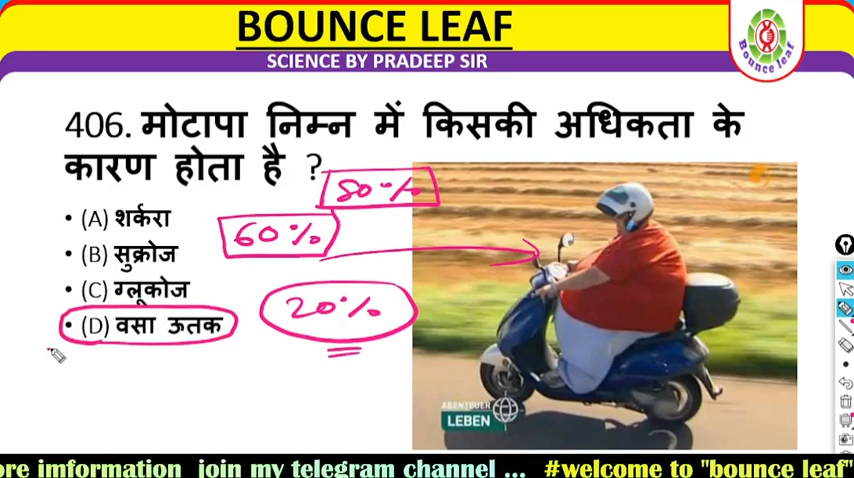 BOUNCE LEAF
SCIENCE BY PRADEEP SIR
Bounce leaf
406. मोटापा निम्न में किसकी अधिकता के
कारण होता है ?
80%
• (A) शर्करा
60%
• (B) सुक्रोज
• (C) ग्लूकोज
20%
• (D) वसा ऊतक
ABENTEUER
LEBEN
ore imformation join my telegram channel ... #welcome to "bounce leaf"